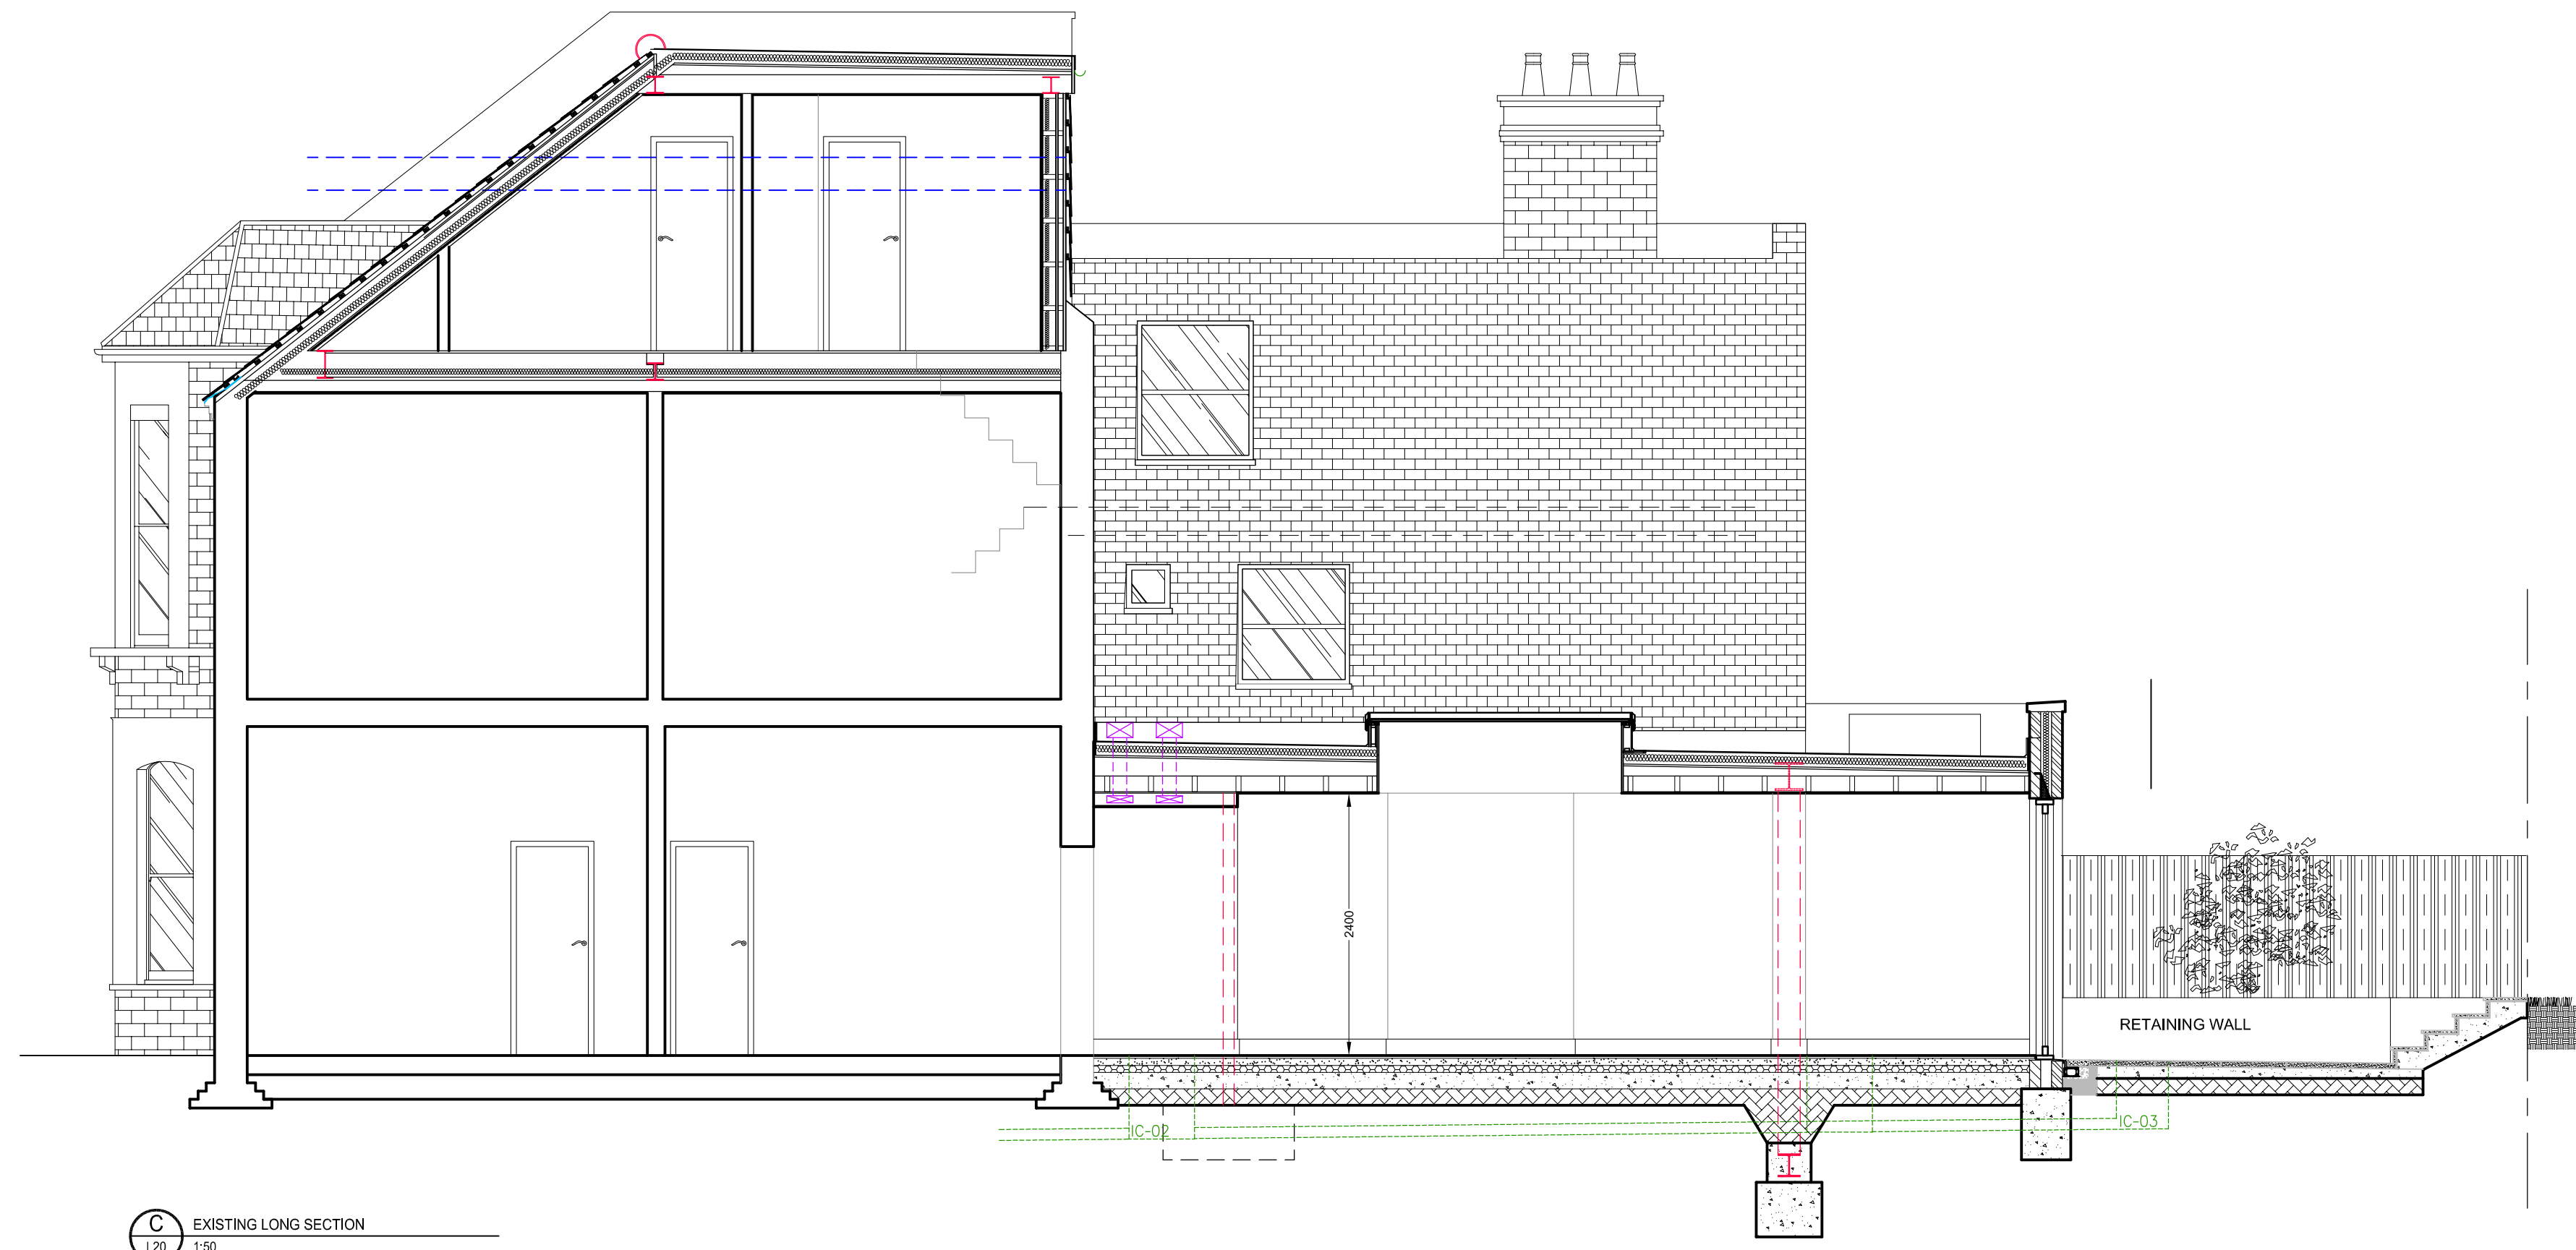 2400
RETAINING WALL
IC-02
IC-03
C
EXISTING LONG SECTION
L20
1:50